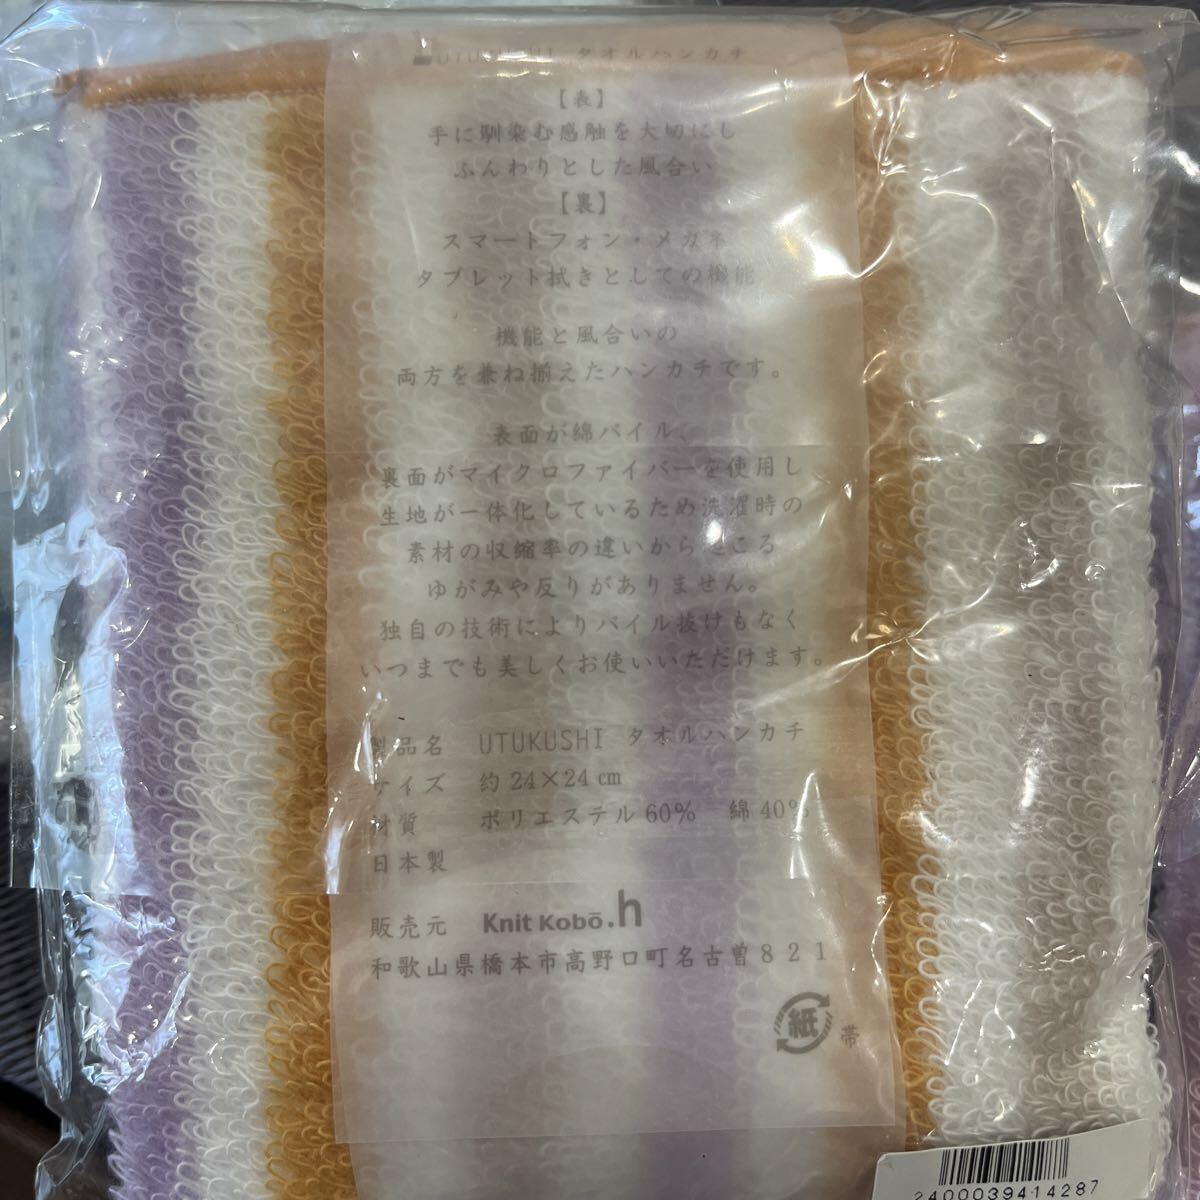 UTUKUSHI タオルハンカチ
【表】
手に馴染む感触を大切にし
ふんわりとした風合い
【裏】
スマートフォン・メガネ
タブレット拭きとしての機能
機能と風合いの
両方を兼ね揃えたハンカチです。
表面が綿パイル、
裏面がマイクロファイバーを使用し
生地が一体化しているため洗濯時の
素材の収縮率の違いから起こる
ゆがみや反りがありません。
独自の技術によりパイル抜けもなく
いつまでも美しくお使いいただけます。
製品名 UTUKUSHI タオルハンカチ
サイズ 約24×24cm
材質 ポリエステル60% 綿40%
日本製
販売元 Knit Kobō.h
和歌山県橋本市高野口町名古曽821
紙 帯
2400039414287